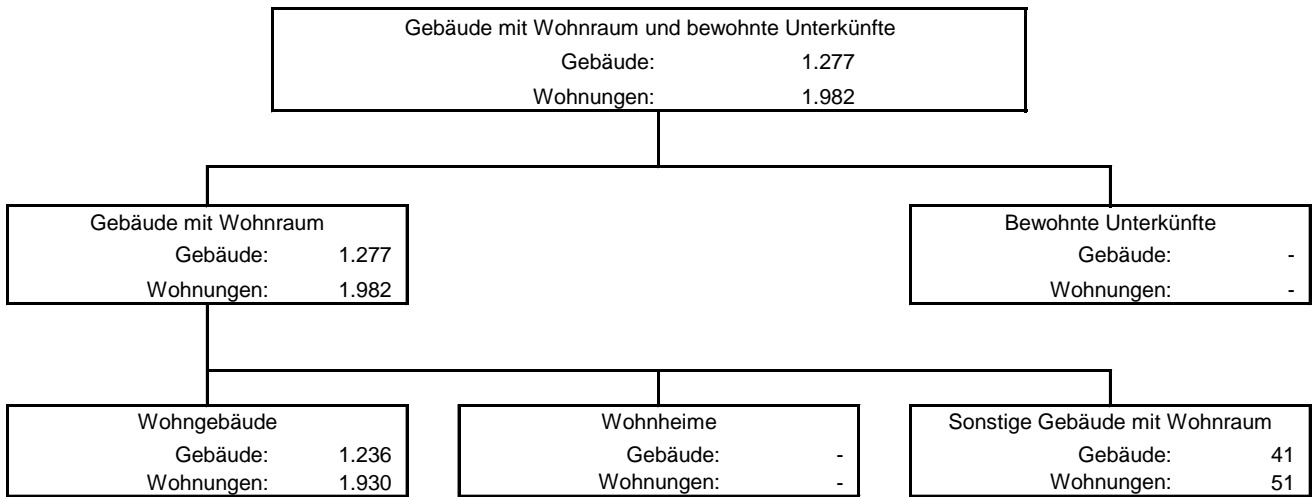 Gebäude mit Wohnraum und bewohnte Unterkünfte
Gebäude: 1.277
Wohnungen: 1.982
Gebäude mit Wohnraum
Gebäude: 1.277
Wohnungen: 1.982
Bewohnte Unterkünfte
Gebäude: -
Wohnungen: -
Wohngebäude
Gebäude: 1.236
Wohnungen: 1.930
Wohnheime
Gebäude: -
Wohnungen: -
Sonstige Gebäude mit Wohnraum
Gebäude: 41
Wohnungen: 51